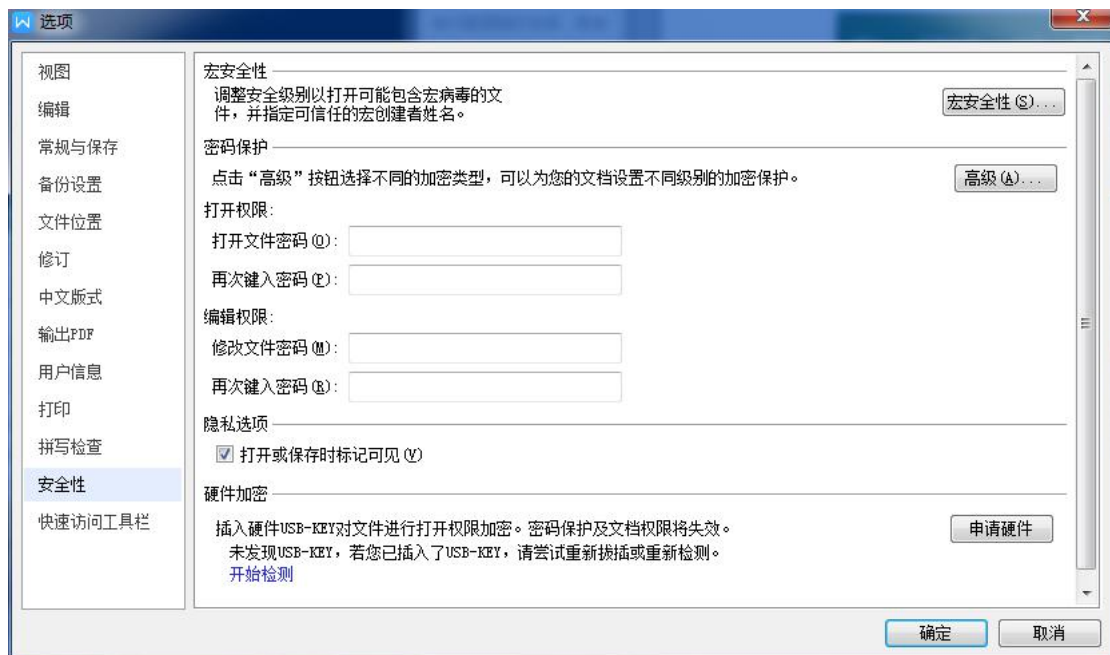 选项
视图
编辑
常规与保存
备份设置
文件位置
修订
中文版式
输出PDF
用户信息
打印
拼写检查
安全性
快速访问工具栏
宏安全性
调整安全级别以打开可能包含宏病毒的文
件，并指定可信任的宏创建者姓名。
宏安全性(S)...
密码保护
点击“高级”按钮选择不同的加密类型，可以为您的文档设置不同级别的加密保护。
高级(A)...
打开权限:
打开文件密码(O):
再次键入密码(P):
编辑权限:
修改文件密码(M):
再次键入密码(R):
隐私选项
打开或保存时标记可见(V)
硬件加密
插入硬件USB-KEY对文件进行打开权限加密。密码保护及文档权限将失效。
未发现USB-KEY，若您已插入了USB-KEY，请尝试重新拔插或重新检测。
开始检测
申请硬件
确定
取消